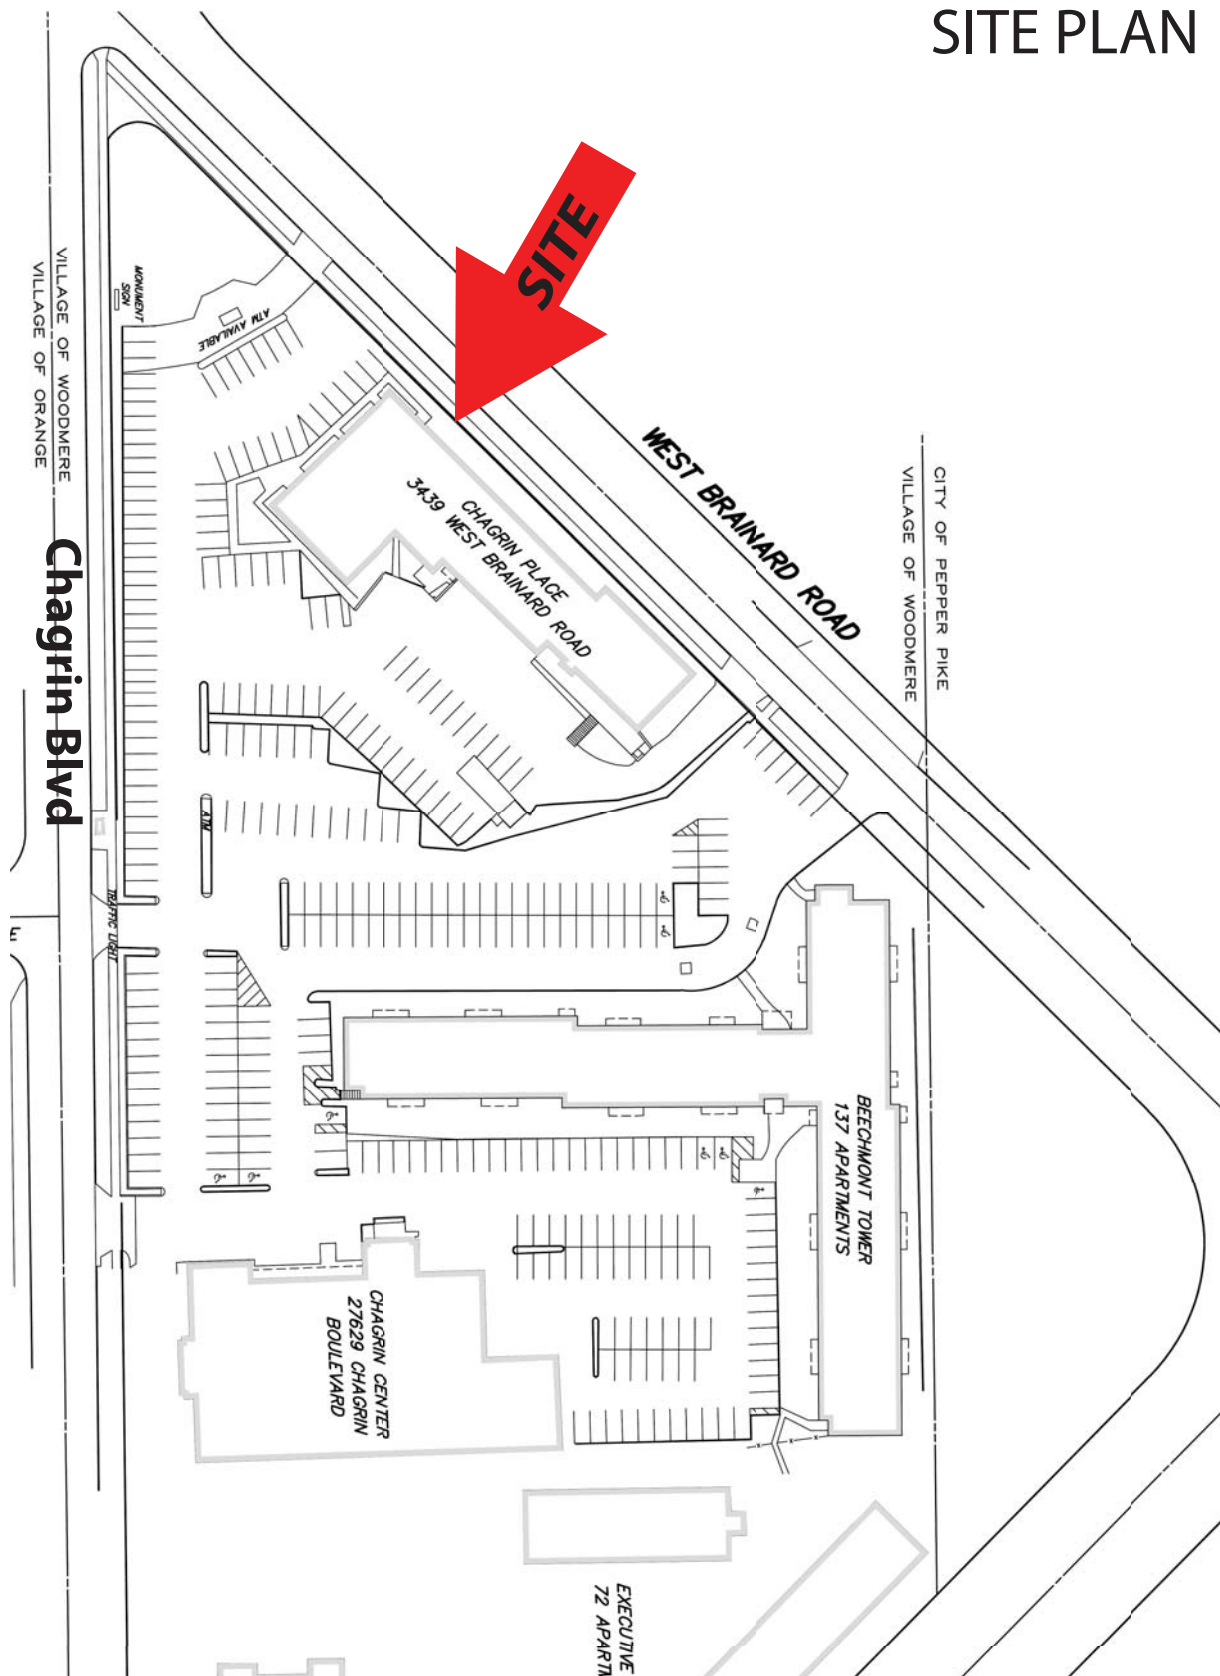 SITE PLAN
SITE
MONUMENT
SIGN
ATM AVAILABLE
VILLAGE OF WOODMERE
VILLAGE OF ORANGE
Chagrin Blvd
WEST BRAINARD ROAD
CITY OF PEPPER PIKE
VILLAGE OF WOODMERE
CHAGRIN PLACE
3439 WEST BRAINARD ROAD
ATM
TRAFFIC LIGHT
BEECHMONT TOWER
137 APARTMENTS
CHAGRIN CENTER
27629 CHAGRIN
BOULEVARD
EXECUTIVE
72 APARTM